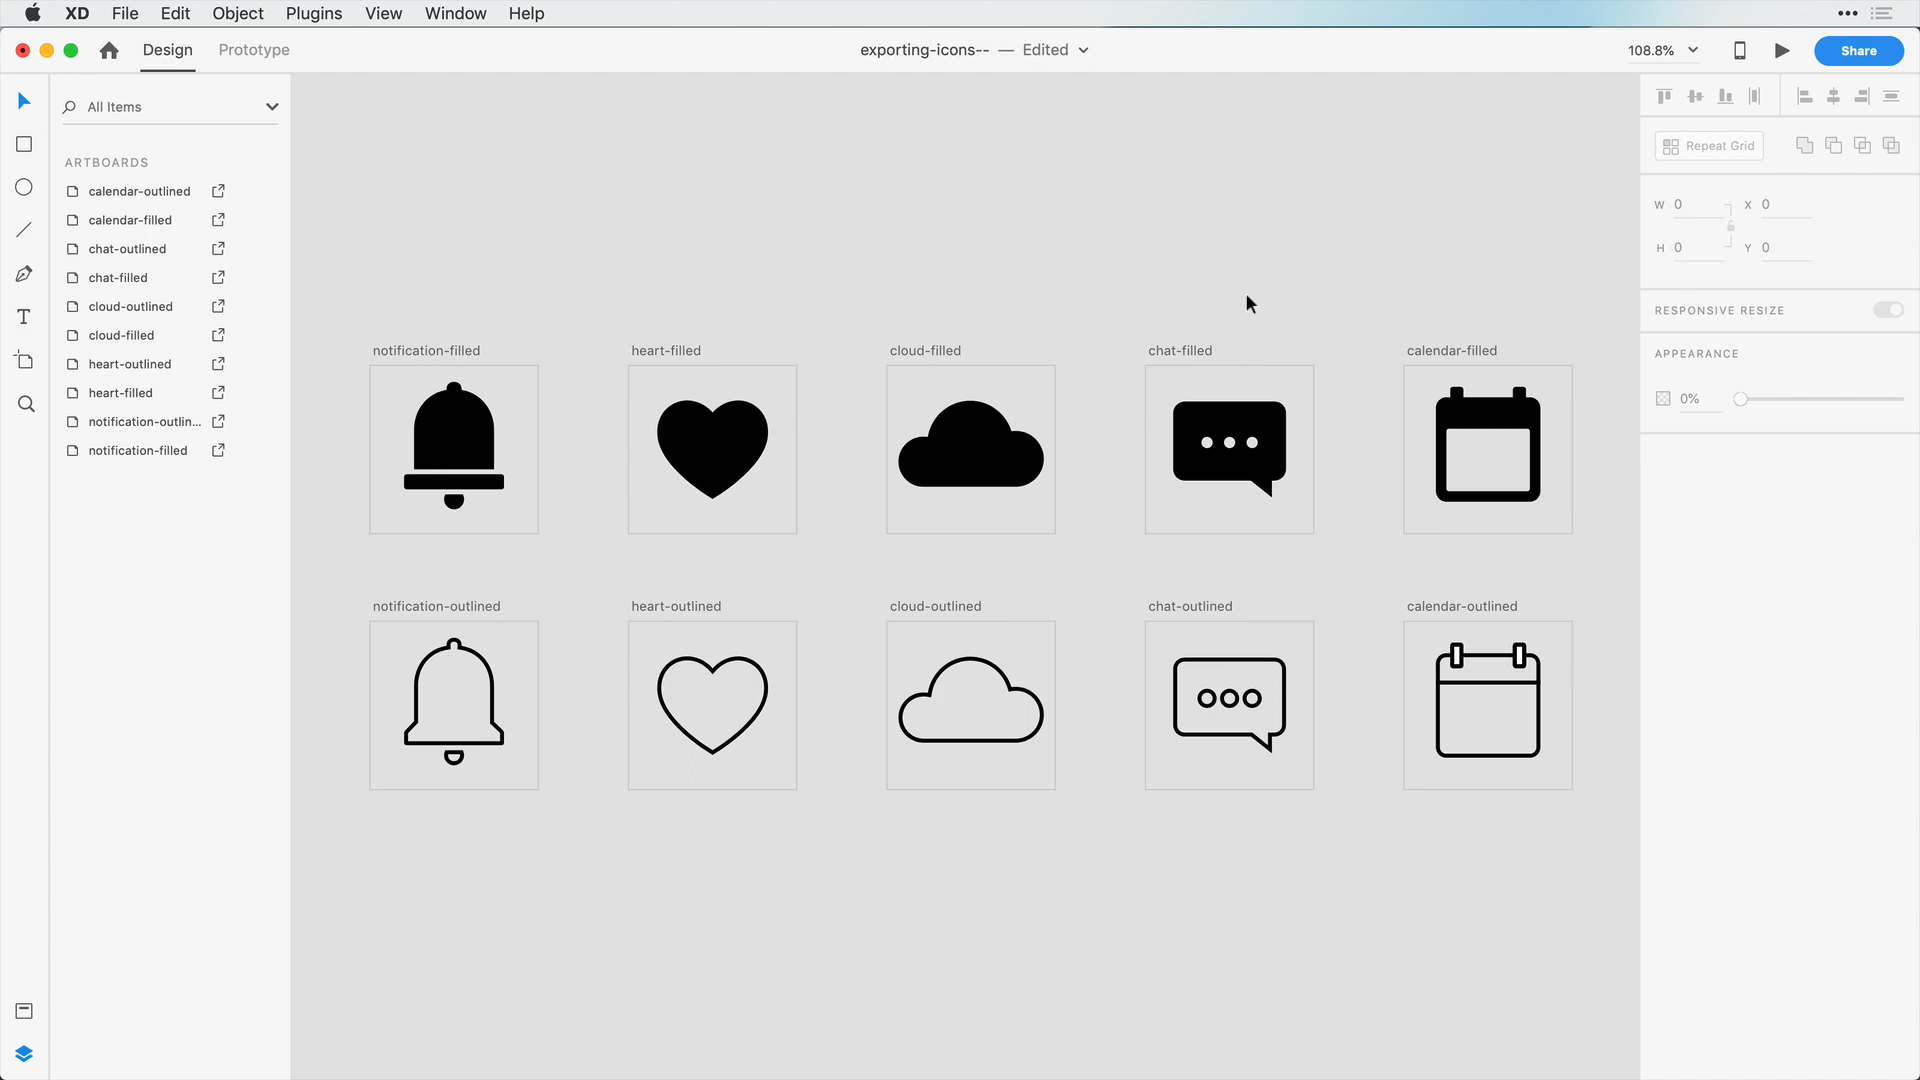 XD File Edit Object Plugins View Window Help
Design Prototype
exporting-icons-- — Edited
108.8%
Share
All Items
ARTBOARDS
calendar-outlined
calendar-filled
chat-outlined
chat-filled
cloud-outlined
cloud-filled
heart-outlined
heart-filled
notification-outlin...
notification-filled
notification-filled
heart-filled
cloud-filled
chat-filled
calendar-filled
notification-outlined
heart-outlined
cloud-outlined
chat-outlined
calendar-outlined
Repeat Grid
W 0 X 0
H 0 Y 0
RESPONSIVE RESIZE
APPEARANCE
0%